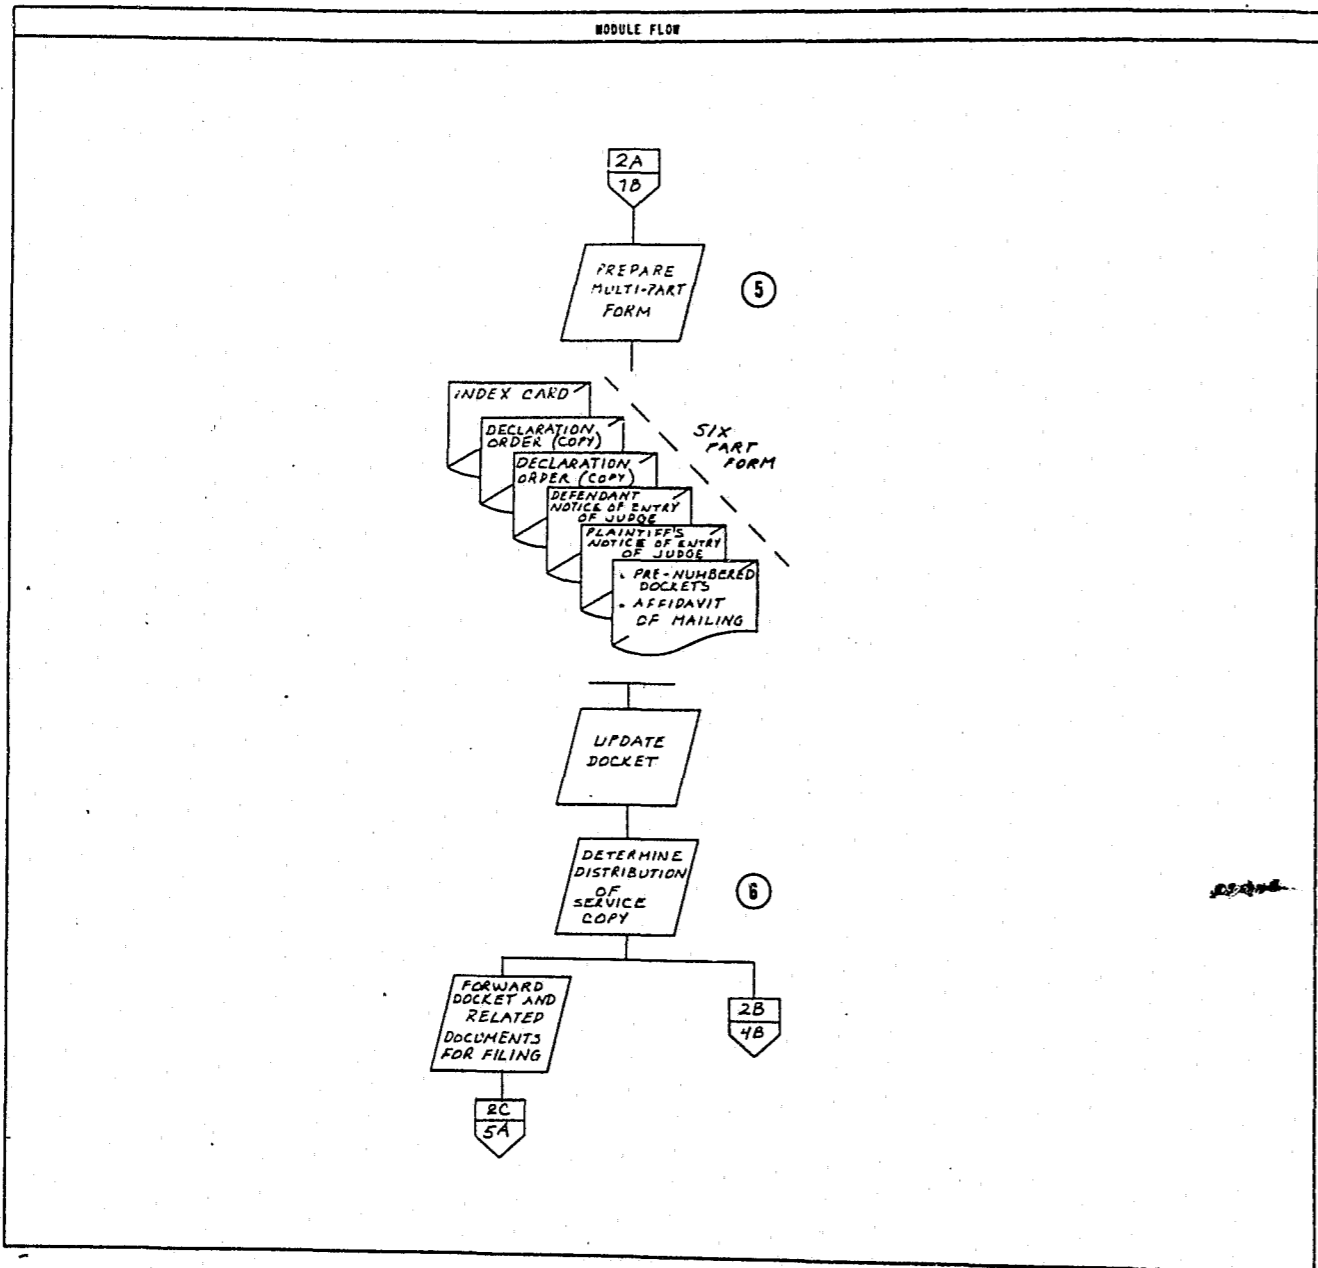 MODULE FLOW
2A
1B
PREPARE
MULTI-PART
FORM
5
INDEX CARD
DECLARATION
ORDER (COPY)
DECLARATION
ORDER (COPY)
DEFENDANT
NOTICE OF ENTRY
OF JUDGE
PLAINTIFF'S
NOTICE OF ENTRY
OF JUDGE
• PRE-NUMBERED
DOCKETS
• AFFIDAVIT
OF MAILING
SIX
PART
FORM
UPDATE
DOCKET
DETERMINE
DISTRIBUTION
OF
SERVICE
COPY
6
FORWARD
DOCKET AND
RELATED
DOCUMENTS
FOR FILING
2B
4B
2C
5A